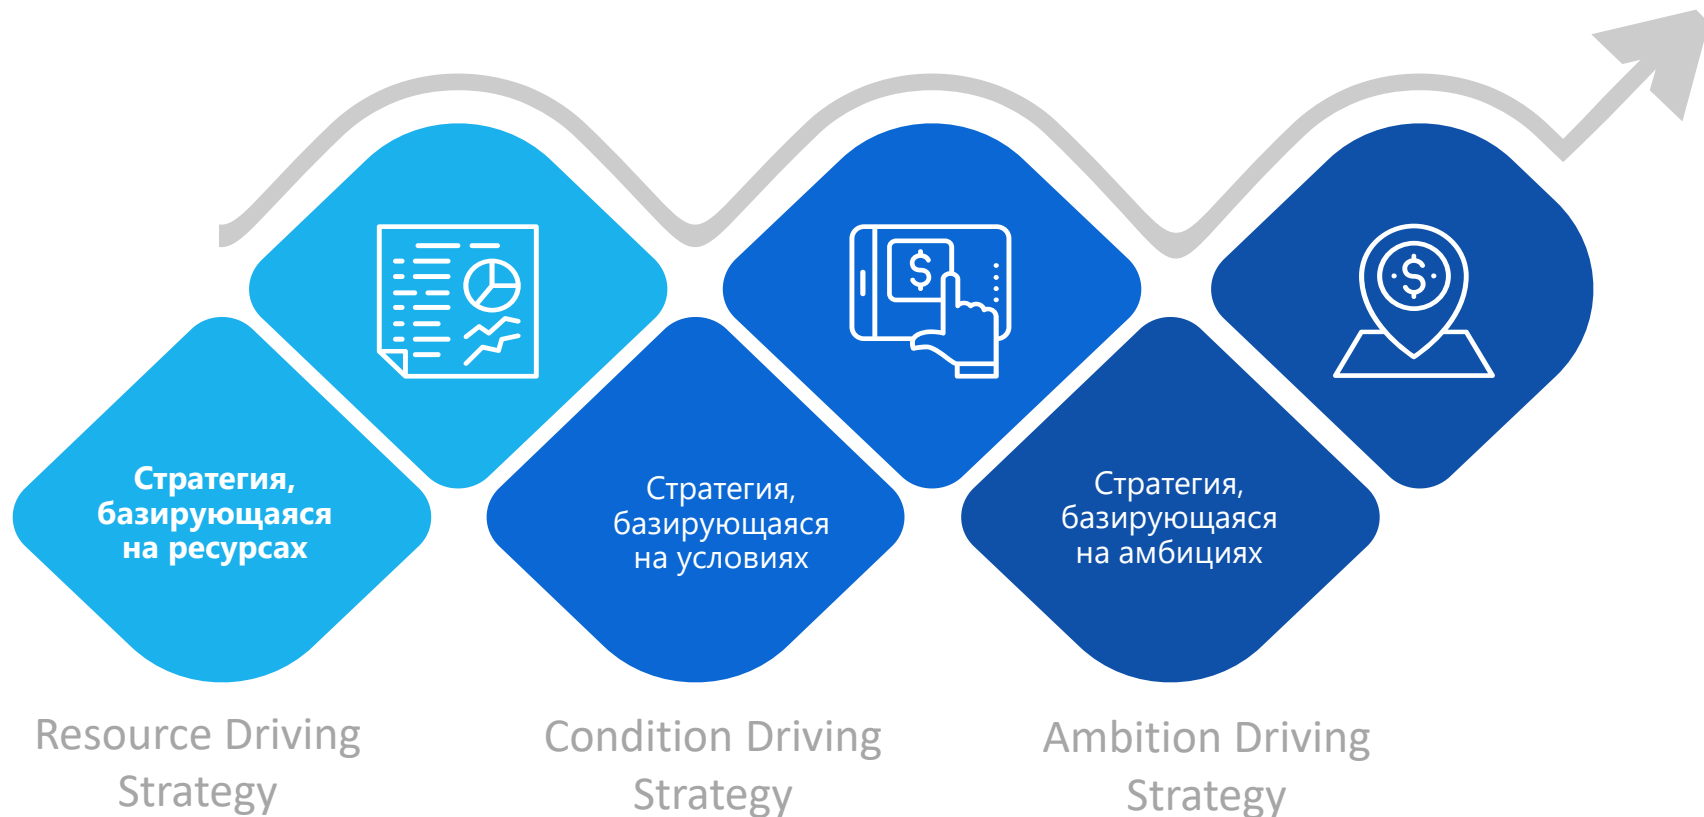 Стратегия,
базирующаяся
на ресурсах
Стратегия,
базирующаяся
на условиях
Стратегия,
базирующаяся
на амбициях
Resource Driving
Strategy
Condition Driving
Strategy
Ambition Driving
Strategy